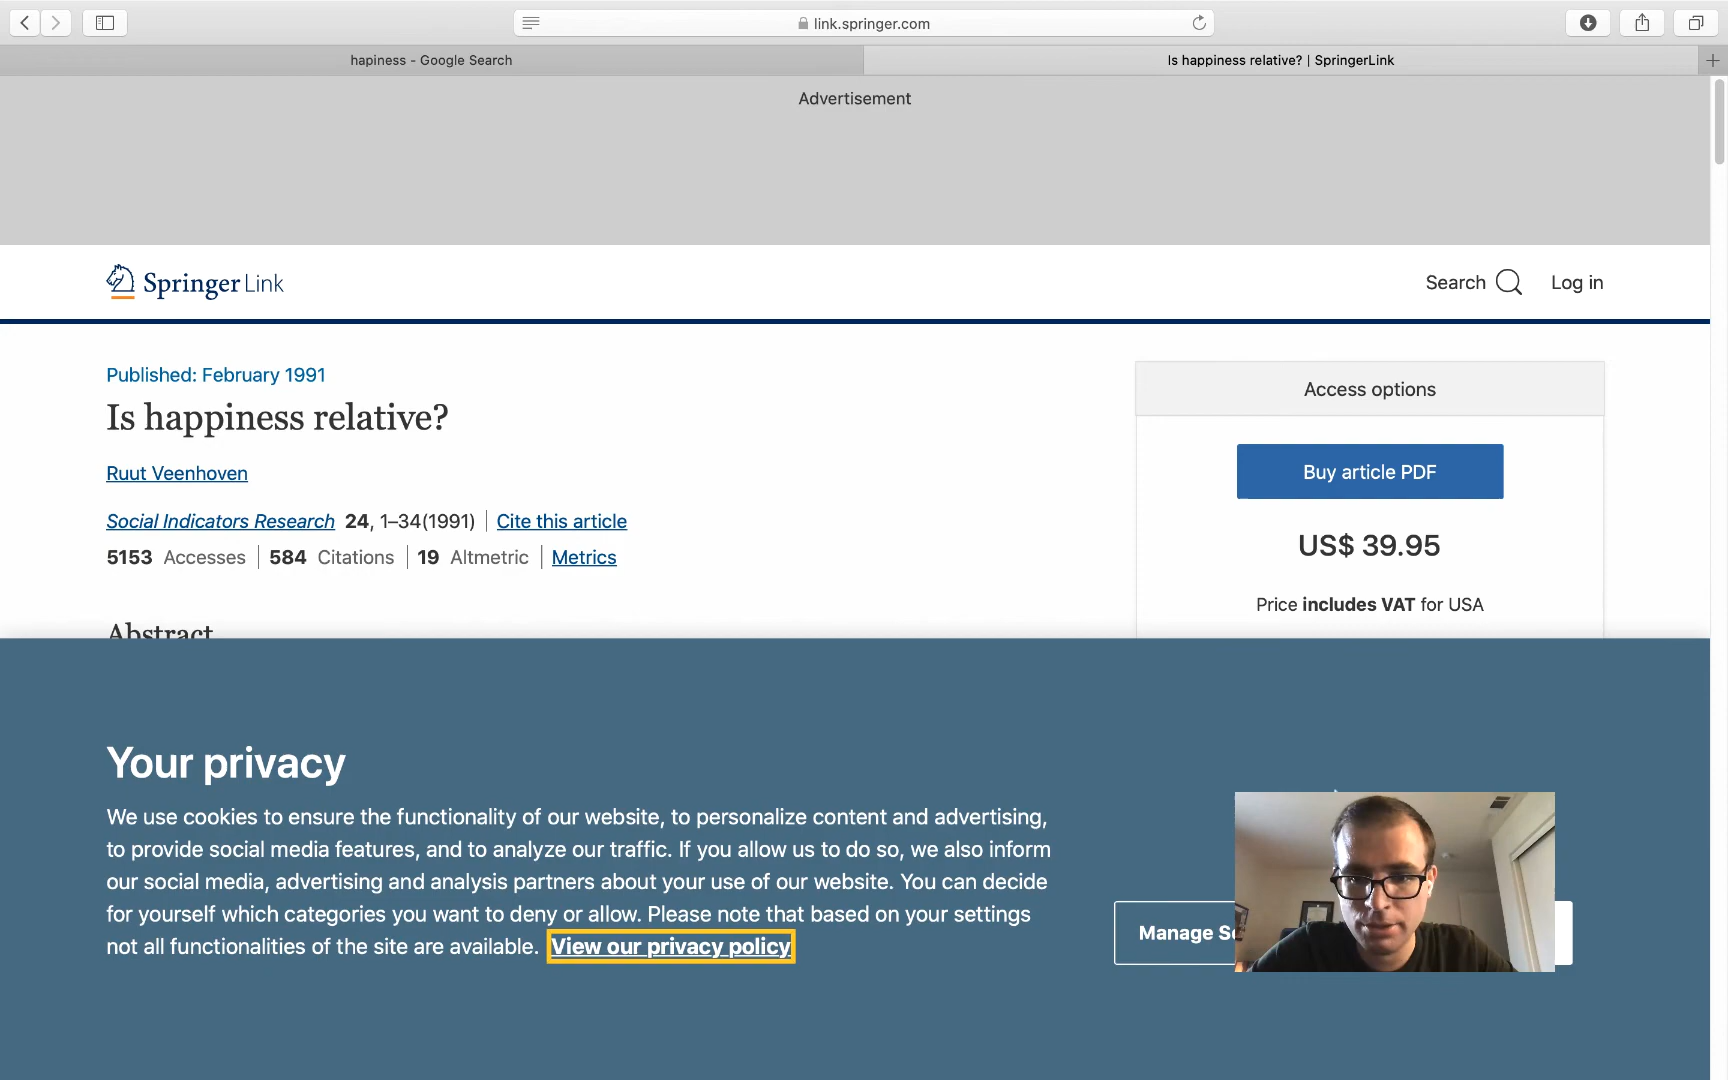 link.springer.com
hapiness - Google Search
Is happiness relative? | SpringerLink
Advertisement
Springer Link
Search
Log in
Published: February 1991
Is happiness relative?
Ruut Veenhoven
Social Indicators Research 24, 1–34(1991) | Cite this article
5153 Accesses | 584 Citations | 19 Altmetric | Metrics
Abstract
Access options
Buy article PDF
US$ 39.95
Price includes VAT for USA
Your privacy
We use cookies to ensure the functionality of our website, to personalize content and advertising,
to provide social media features, and to analyze our traffic. If you allow us to do so, we also inform
our social media, advertising and analysis partners about your use of our website. You can decide
for yourself which categories you want to deny or allow. Please note that based on your settings
not all functionalities of the site are available. View our privacy policy
Manage